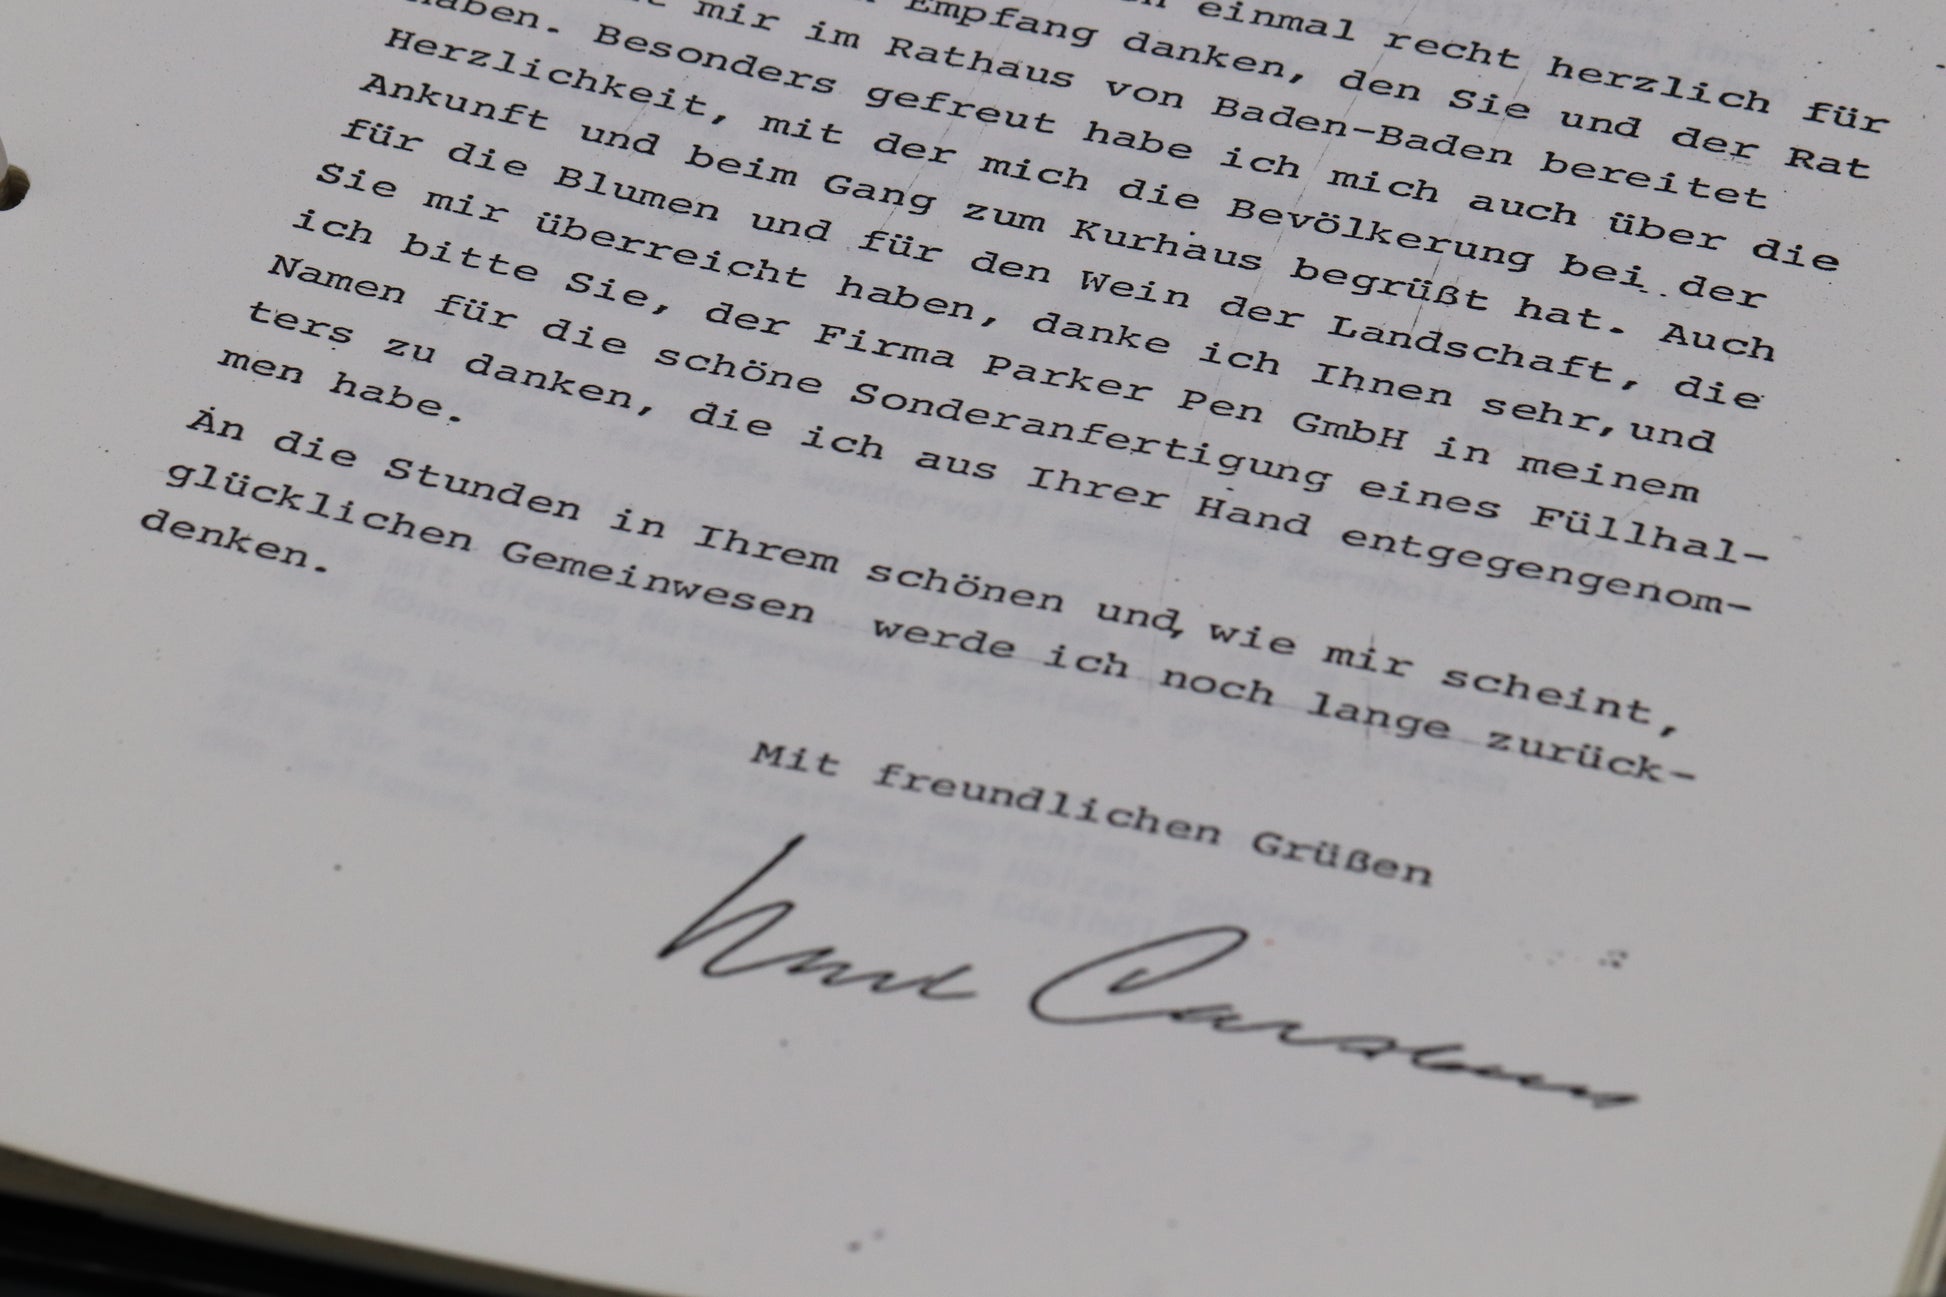 einmal recht herzlich für
Empfang danken, den Sie und der Rat
mir im Rathaus von Baden-Baden bereitet
haben. Besonders gefreut habe ich mich auch über die
Herzlichkeit, mit der mich die Bevölkerung bei der
Ankunft und beim Gang zum Kurhaus begrüßt hat. Auch
für die Blumen und für den Wein der Landschaft, die
Sie mir überreicht haben, danke ich Ihnen sehr, und
ich bitte Sie, der Firma Parker Pen GmbH in meinem
Namen für die schöne Sonderanfertigung eines Füllhal-
ters zu danken, die ich aus Ihrer Hand entgegengenom-
men habe.
An die Stunden in Ihrem schönen und, wie mir scheint,
glücklichen Gemeinwesen werde ich noch lange zurück-
denken.
Mit freundlichen Grüßen